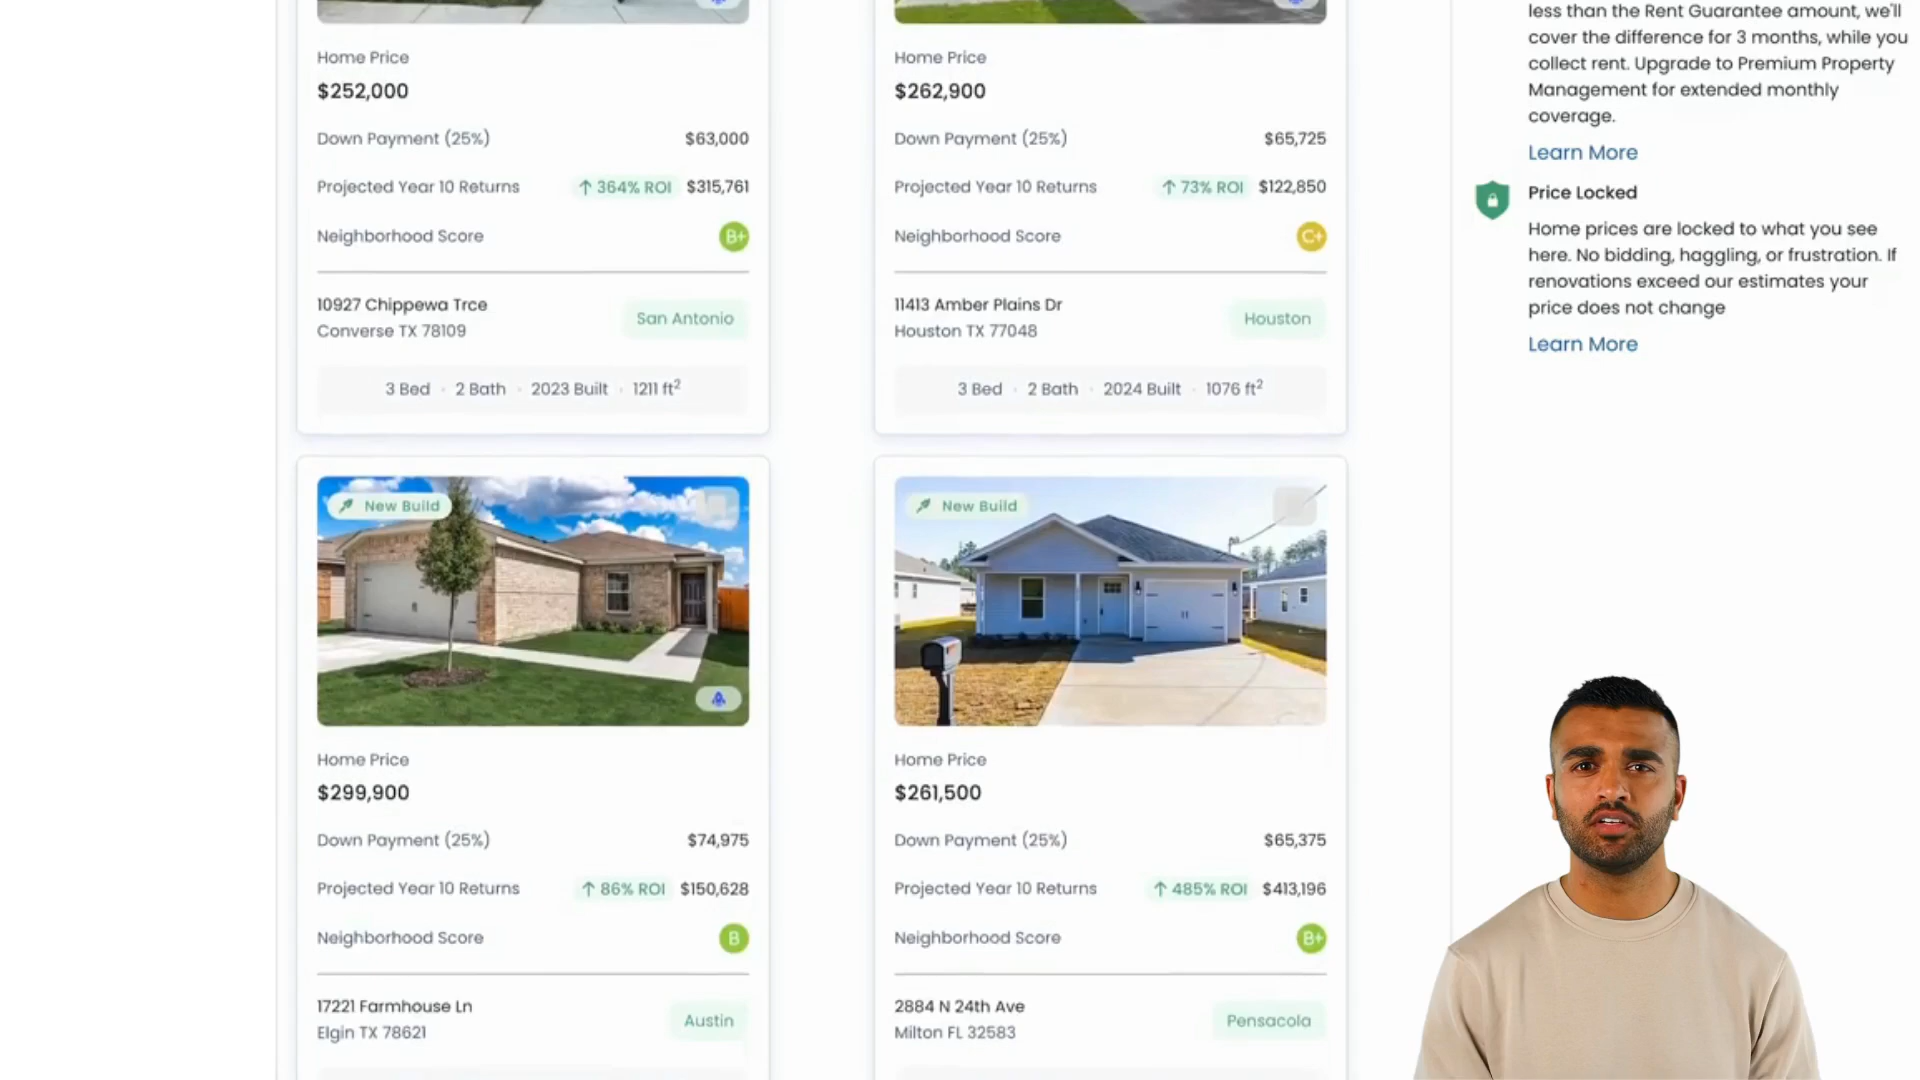 Home Price
$252,000
Down Payment (25%) $63,000
Projected Year 10 Returns 364% ROI $315,761
Neighborhood Score B+
10927 Chippewa Trce
Converse TX 78109
San Antonio
3 Bed · 2 Bath · 2023 Built · 1211 ft²
Home Price
$262,900
Down Payment (25%) $65,725
Projected Year 10 Returns 73% ROI $122,850
Neighborhood Score C+
11413 Amber Plains Dr
Houston TX 77048
Houston
3 Bed · 2 Bath · 2024 Built · 1076 ft²
New Build
Home Price
$299,900
Down Payment (25%) $74,975
Projected Year 10 Returns 86% ROI $150,628
Neighborhood Score B
17221 Farmhouse Ln
Elgin TX 78621
Austin
New Build
Home Price
$261,500
Down Payment (25%) $65,375
Projected Year 10 Returns 485% ROI $413,196
Neighborhood Score B+
2884 N 24th Ave
Milton FL 32583
Pensacola
less than the Rent Guarantee amount, we'll
cover the difference for 3 months, while you
collect rent. Upgrade to Premium Property
Management for extended monthly
coverage.
Learn More
Price Locked
Home prices are locked to what you see
here. No bidding, haggling, or frustration. If
renovations exceed our estimates your
price does not change
Learn More